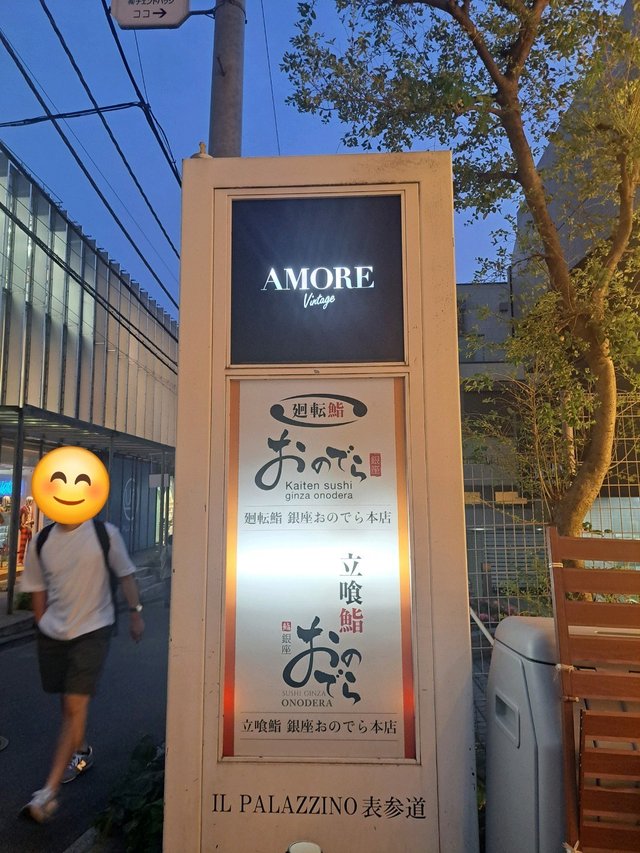 ココ→
AMORE
Vintage
廻転鮨
おのでら
銀座
Kaiten sushi
ginza onodera
廻転鮨 銀座おのでら本店
立喰鮨
鮨 銀座
おのでら
SUSHI GINZA
ONODERA
立喰鮨 銀座おのでら本店
IL PALAZZINO 表参道